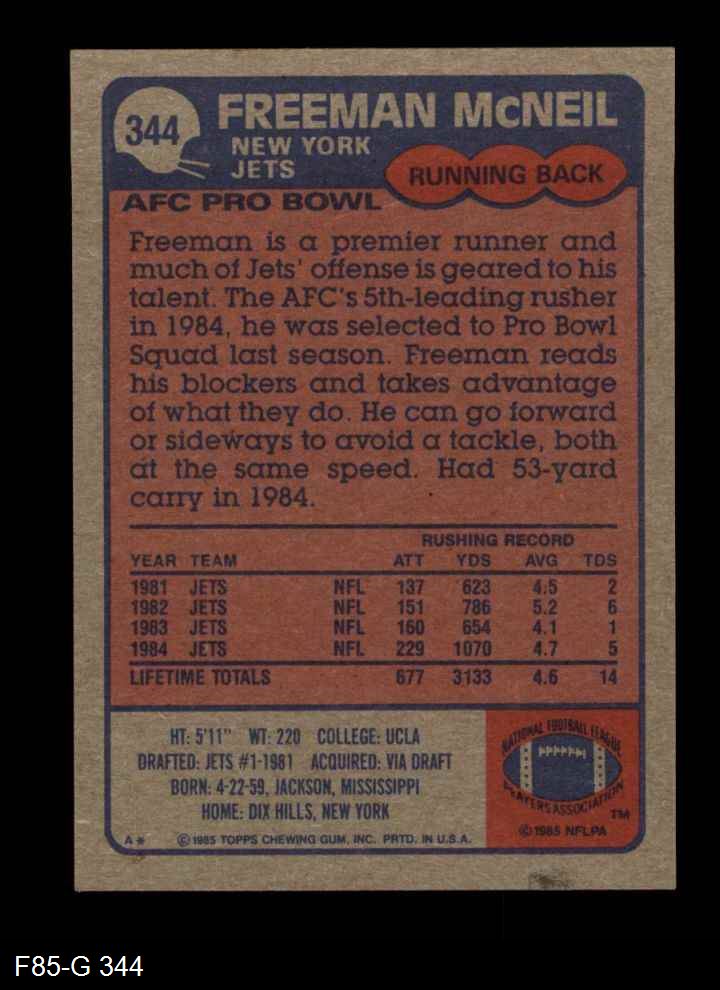 344
FREEMAN McNEIL
NEW YORK
JETS
RUNNING BACK
AFC PRO BOWL
Freeman is a premier runner and
much of Jets' offense is geared to his
talent. The AFC's 5th-leading rusher
in 1984, he was selected to Pro Bowl
Squad last season. Freeman reads
his blockers and takes advantage
of what they do. He can go forward
or sideways to avoid a tackle, both
at the same speed. Had 53-yard
carry in 1984.
RUSHING RECORD
YEAR TEAM ATT YDS AVG TDS
1981 JETS NFL 137 623 4.5 2
1982 JETS NFL 151 786 5.2 6
1983 JETS NFL 160 654 4.1 1
1984 JETS NFL 229 1070 4.7 5
LIFETIME TOTALS 677 3133 4.6 14
HT: 5'11" WT: 220 COLLEGE: UCLA
DRAFTED: JETS #1-1981 ACQUIRED: VIA DRAFT
BORN: 4-22-59, JACKSON, MISSISSIPPI
HOME: DIX HILLS, NEW YORK
A* © 1985 TOPPS CHEWING GUM, INC. PRTD. IN U.S.A.
NATIONAL FOOTBALL LEAGUE
PLAYERS ASSOCIATION
TM
© 1985 NFLPA
F85-G 344